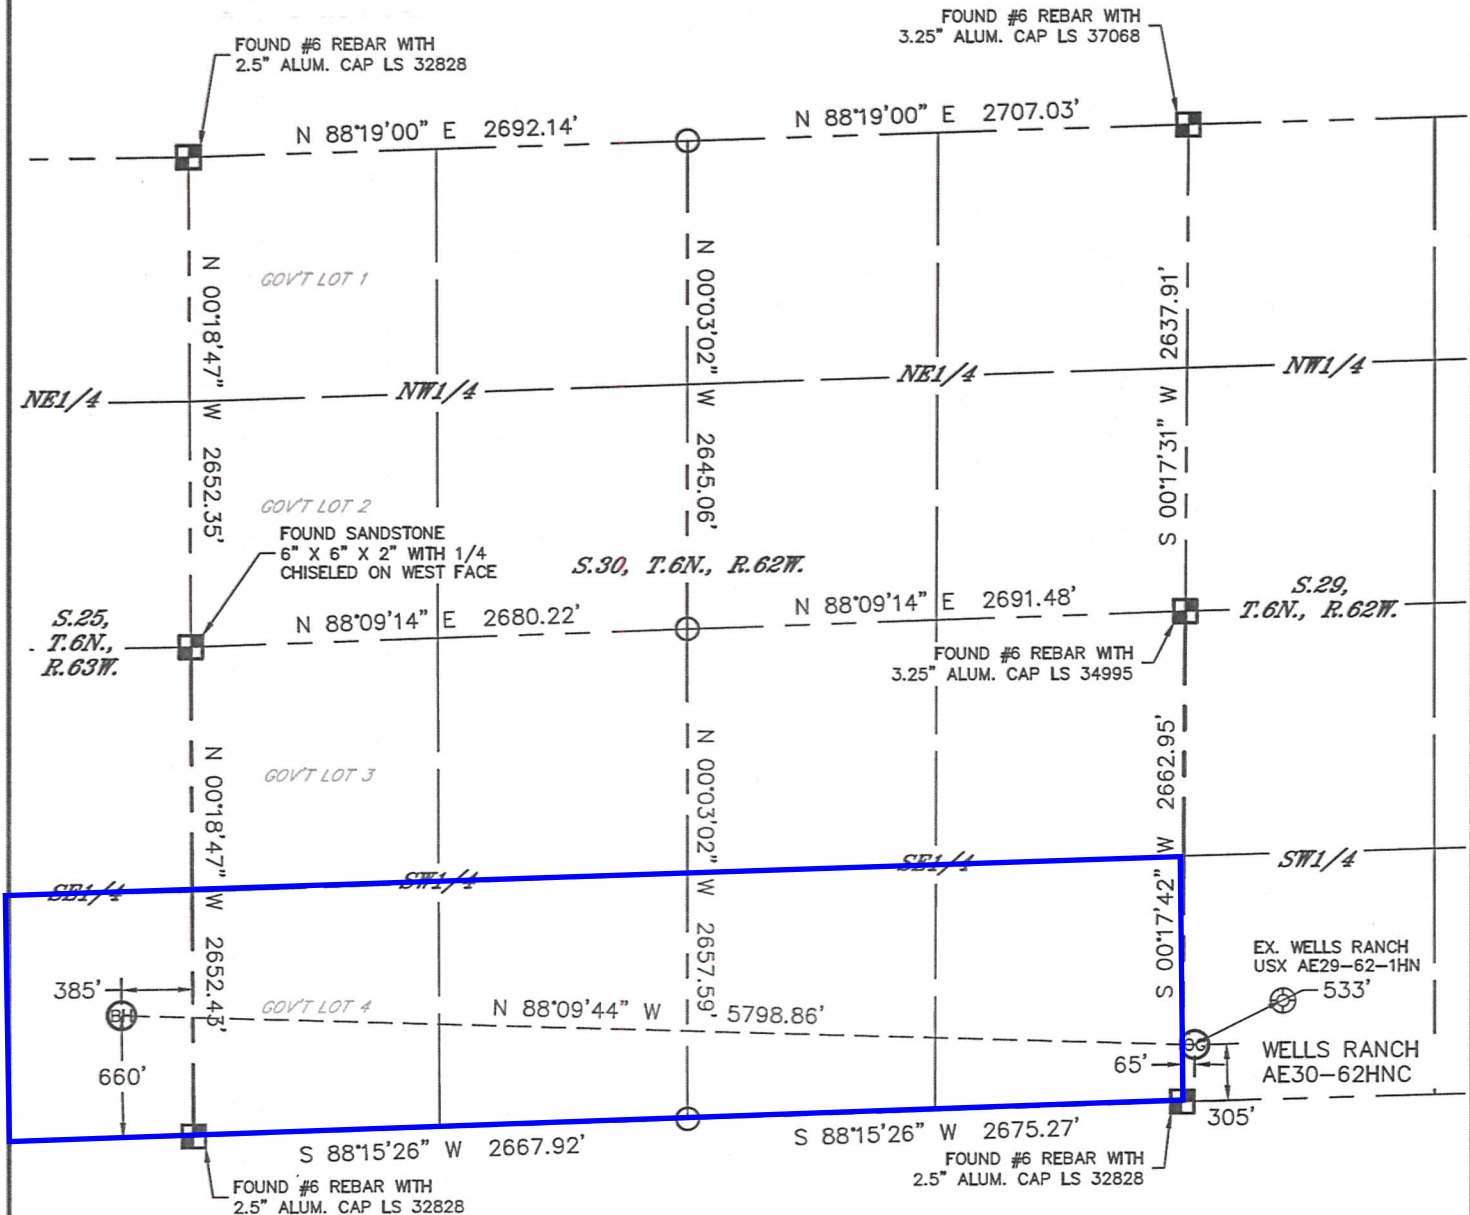 FOUND #6 REBAR WITH
3.25" ALUM. CAP LS 37068
FOUND #6 REBAR WITH
2.5" ALUM. CAP LS 32828
N 88°19'00" E 2692.14'
N 88°19'00" E 2707.03'
N 00°18'47" W 2652.35'
GOV'T LOT 1
N 00°03'02" W 2645.06'
S 00°17'31" W 2637.91'
NE1/4
NW1/4
NE1/4
NW1/4
GOV'T LOT 2
FOUND SANDSTONE
6" X 6" X 2" WITH 1/4
CHISELED ON WEST FACE
S.30, T.6N., R.62W.
S.25,
T.6N.,
R.63W.
N 88°09'14" E 2680.22'
N 88°09'14" E 2691.48'
S.29,
T.6N., R.62W.
FOUND #6 REBAR WITH
3.25" ALUM. CAP LS 34995
N 00°18'47" W 2652.43'
GOV'T LOT 3
N 00°03'02" W 2657.59'
S 00°17'42" W 2662.95'
SE1/4
SW1/4
SE1/4
SW1/4
385'
BH
GOV'T LOT 4
N 88°09'44" W 5798.86'
EX. WELLS RANCH
USX AE29-62-1HN
533'
OG
65'
WELLS RANCH
AE30-62HNC
660'
305'
S 88°15'26" W 2667.92'
S 88°15'26" W 2675.27'
FOUND #6 REBAR WITH
2.5" ALUM. CAP LS 32828
FOUND #6 REBAR WITH
2.5" ALUM. CAP LS 32828